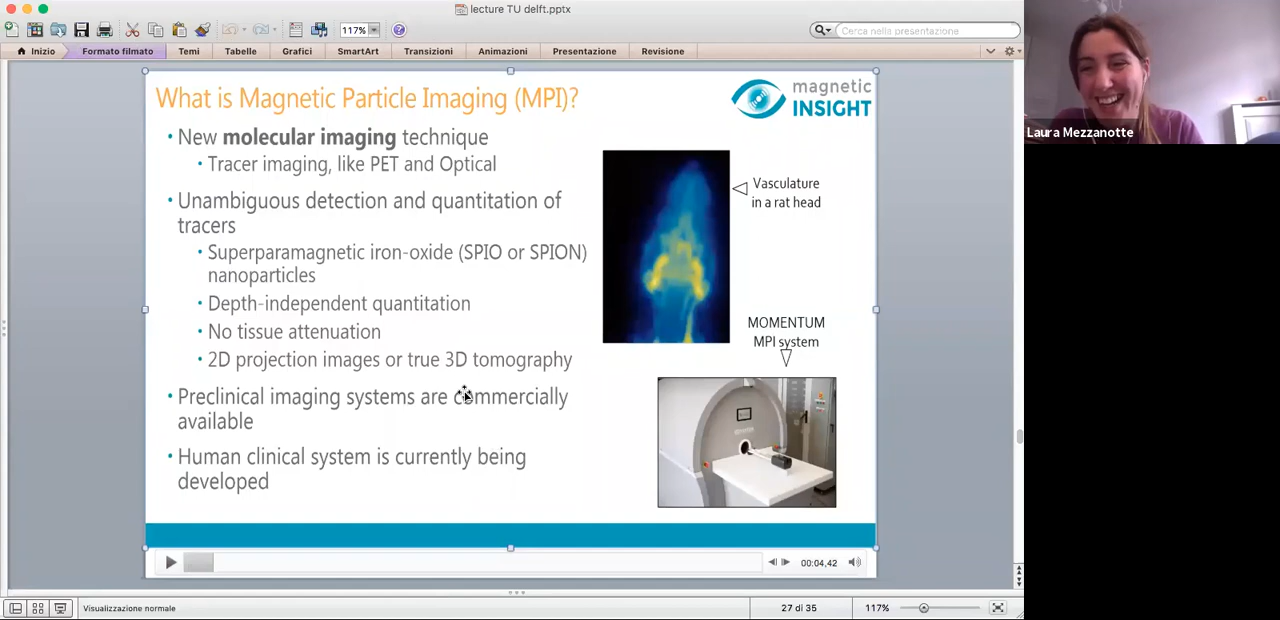 lecture TU delft.pptx
117%
Cerca nella presentazione
Inizio
Formato filmato
Temi
Tabelle
Grafici
SmartArt
Transizioni
Animazioni
Presentazione
Revisione
What is Magnetic Particle Imaging (MPI)?
magnetic
INSIGHT
• New molecular imaging technique
• Tracer imaging, like PET and Optical
• Unambiguous detection and quantitation of
tracers
• Superparamagnetic iron-oxide (SPIO or SPION)
nanoparticles
• Depth-independent quantitation
• No tissue attenuation
• 2D projection images or true 3D tomography
• Preclinical imaging systems are commercially
available
• Human clinical system is currently being
developed
Vasculature
in a rat head
MOMENTUM
MPI system
00:04,42
Visualizzazione normale
27 di 35
117%
Laura Mezzanotte